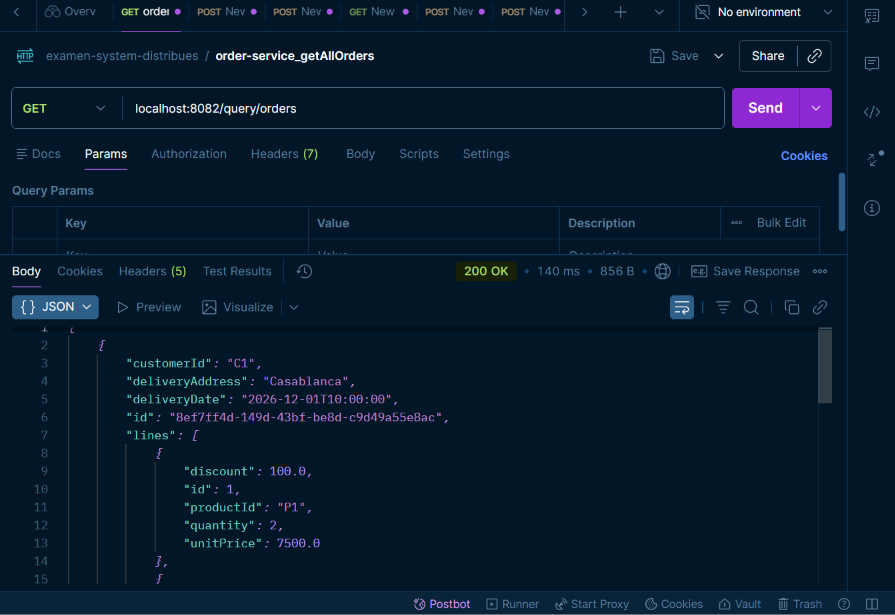 Overv GET order POST Nev POST Nev GET New POST Nev POST Nev No environment
HTTP examen-system-distribues / order-service_getAllOrders Save Share
GET localhost:8082/query/orders Send
Docs Params Authorization Headers (7) Body Scripts Settings Cookies
Query Params
Key Value Description Bulk Edit
Body Cookies Headers (5) Test Results 200 OK • 140 ms • 856 B • e.g. Save Response
{} JSON Preview Visualize
1 [
2 {
3 "customerId": "C1",
4 "deliveryAddress": "Casablanca",
5 "deliveryDate": "2026-12-01T10:00:00",
6 "id": "8ef7ff4d-149d-43bf-be8d-c9d49a55e8ac",
7 "lines": [
8 {
9 "discount": 100.0,
10 "id": 1,
11 "productId": "P1",
12 "quantity": 2,
13 "unitPrice": 7500.0
14 },
15 {
Postbot Runner Start Proxy Cookies Vault Trash